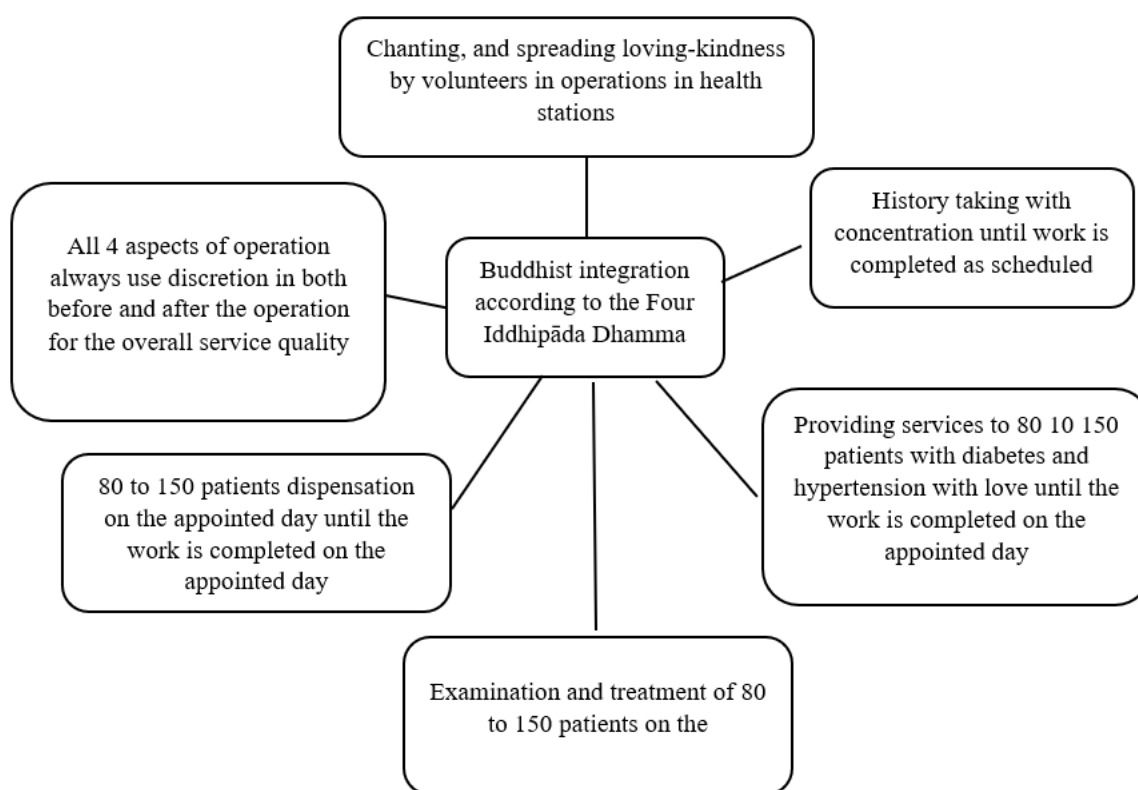 Chanting, and spreading loving-kindness
by volunteers in operations in health
stations
History taking with
concentration until work is
completed as scheduled
All 4 aspects of operation
always use discretion in both
before and after the operation
for the overall service quality
Buddhist integration
according to the Four
Iddhipāda Dhamma
Providing services to 80 10 150
patients with diabetes and
hypertension with love until the
work is completed on the
appointed day
80 to 150 patients dispensation
on the appointed day until the
work is completed on the
appointed day
Examination and treatment of 80
to 150 patients on the